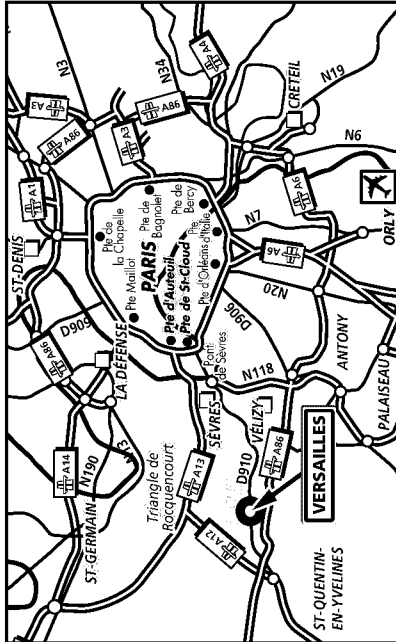 ST-GERMAIN
A14
N190
N13
A86
D909
LA DÉFENSE
ST-DENIS
A1
A3
A86
N3
Triangle de
Rocquencourt
A13
Pte Maillot
Pte de
la Chapelle
PARIS
Pte de
Bagnolet
A3
A86
N34
A4
Pte d'Auteuil
Pte de St-Cloud
Pte d'Orléans
Pte
d'Italie
Pte de
Bercy
SÈVRES
Pont
de Sèvres
A12
D910
VÉLIZY
N118
D906
N20
N7
A6
A6
N6
N19
CRETEIL
A86
VERSAILLES
ST-QUENTIN-
EN-YVELINES
ANTONY
PALAISEAU
ORLY